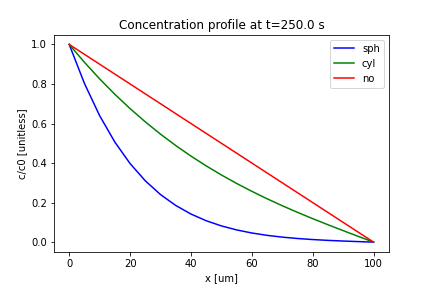 Concentration profile at t=250.0 s
c/c0 [unitless]
1.0
0.8
0.6
0.4
0.2
0.0
sph
cyl
no
0 20 40 60 80 100
x [um]